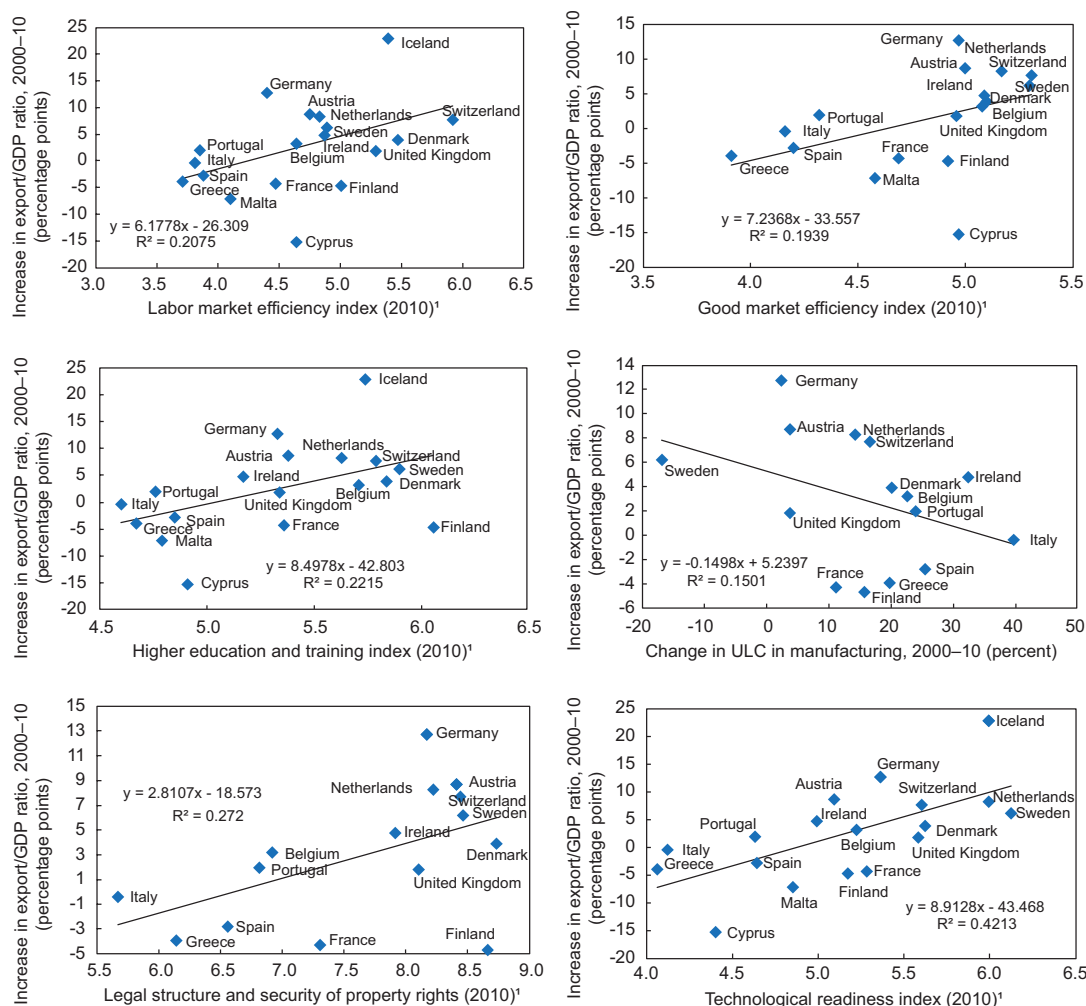 Increase in export/GDP ratio, 2000–10
(percentage points)
25
20
15
10
5
0
-5
-10
-15
-20
Iceland
Germany
Austria
Netherlands
Switzerland
Sweden
Portugal
Ireland
Denmark
Italy
Belgium
United Kingdom
Spain
Greece
France
Finland
Malta
y = 6.1778x - 26.309
R² = 0.2075
Cyprus
3.0 3.5 4.0 4.5 5.0 5.5 6.0 6.5
Labor market efficiency index (2010)¹
Increase in export/GDP ratio, 2000–10
(percentage points)
15
10
5
0
-5
-10
-15
-20
Germany
Netherlands
Austria
Switzerland
Ireland
Sweden
Denmark
Portugal
Belgium
Italy
United Kingdom
Spain
Greece
France
Finland
Malta
y = 7.2368x - 33.557
R² = 0.1939
Cyprus
3.5 4.0 4.5 5.0 5.5
Good market efficiency index (2010)¹
Increase in export/GDP ratio, 2000–10
(percentage points)
25
20
15
10
5
0
-5
-10
-15
-20
Iceland
Germany
Netherlands
Austria
Switzerland
Ireland
Sweden
Portugal
Denmark
Italy
United Kingdom
Belgium
Spain
Greece
France
Finland
Malta
Cyprus
y = 8.4978x - 42.803
R² = 0.2215
4.5 5.0 5.5 6.0 6.5
Higher education and training index (2010)¹
Increase in export/GDP ratio, 2000–10
(percentage points)
14
12
10
8
6
4
2
0
-2
-4
-6
Germany
Austria
Netherlands
Switzerland
Sweden
Ireland
Denmark
Belgium
Portugal
United Kingdom
Italy
y = -0.1498x + 5.2397
R² = 0.1501
Spain
France
Greece
Finland
-20 -10 0 10 20 30 40 50
Change in ULC in manufacturing, 2000–10 (percent)
Increase in export/GDP ratio, 2000–10
(percentage points)
15
13
11
9
7
5
3
1
-1
-3
-5
Germany
Netherlands
Austria
y = 2.8107x - 18.573
Switzerland
R² = 0.272
Sweden
Ireland
Belgium
Denmark
Portugal
United Kingdom
Italy
Spain
Greece
France
Finland
5.5 6.0 6.5 7.0 7.5 8.0 8.5 9.0
Legal structure and security of property rights (2010)¹
Increase in export/GDP ratio, 2000–10
(percentage points)
25
20
15
10
5
0
-5
-10
-15
-20
Iceland
Germany
Austria
Switzerland
Netherlands
Ireland
Sweden
Portugal
Denmark
Belgium
United Kingdom
Italy
Greece
Spain
France
Finland
Malta
y = 8.9128x - 43.468
R² = 0.4213
Cyprus
4.0 4.5 5.0 5.5 6.0 6.5
Technological readiness index (2010)¹